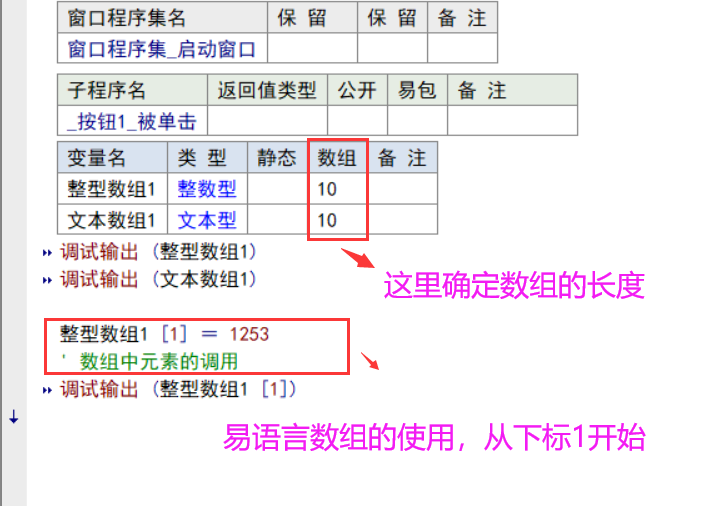 窗口程序集名 保 留 保 留 备 注
窗口程序集_启动窗口
子程序名 返回值类型 公开 易包 备 注
_按钮1_被单击
变量名 类 型 静态 数组 备 注
整型数组1 整数型 10
文本数组1 文本型 10
调试输出 (整型数组1)
调试输出 (文本数组1)
这里确定数组的长度
整型数组1 [1] ＝ 1253
' 数组中元素的调用
调试输出 (整型数组1 [1])
易语言数组的使用，从下标1开始